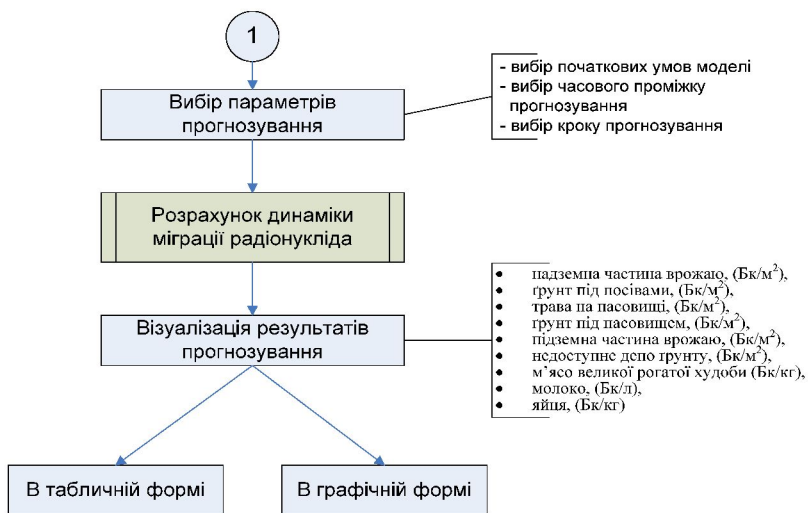 1
Вибір параметрів
прогнозування
- вибір початкових умов моделі
- вибір часового проміжку
прогнозування
- вибір кроку прогнозування
Розрахунок динаміки
міграції радіонукліда
Візуалізація результатів
прогнозування
• надземна частина врожаю, (Бк/м²),
• ґрунт під посівами, (Бк/м²),
• трава на пасовищі, (Бк/м²),
• ґрунт під пасовищем, (Бк/м²),
• підземна частина врожаю, (Бк/м²),
• недоступне депо ґрунту, (Бк/м²),
• м’ясо великої рогатої худоби (Бк/кг),
• молоко, (Бк/л),
• яйця, (Бк/кг)
В табличній формі
В графічній формі